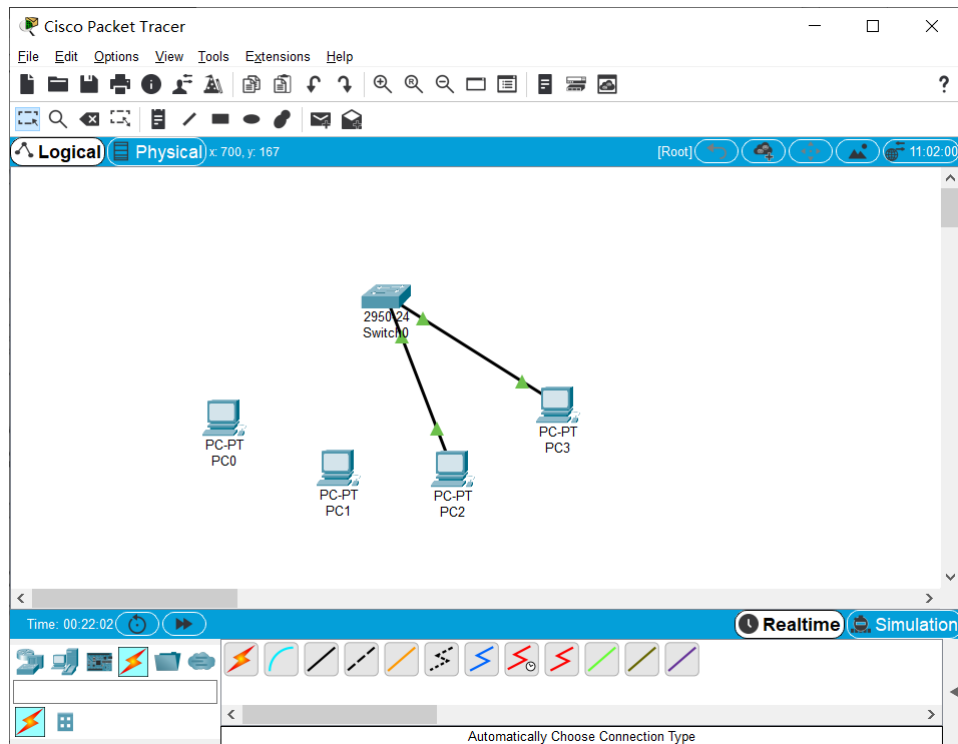 Cisco Packet Tracer
File Edit Options View Tools Extensions Help
?
Logical Physical x: 700, y: 167 [Root] 11:02:00
2950-24
Switch0
PC-PT
PC3
PC-PT
PC0
PC-PT
PC1
PC-PT
PC2
Time: 00:22:02 Realtime Simulation
Automatically Choose Connection Type